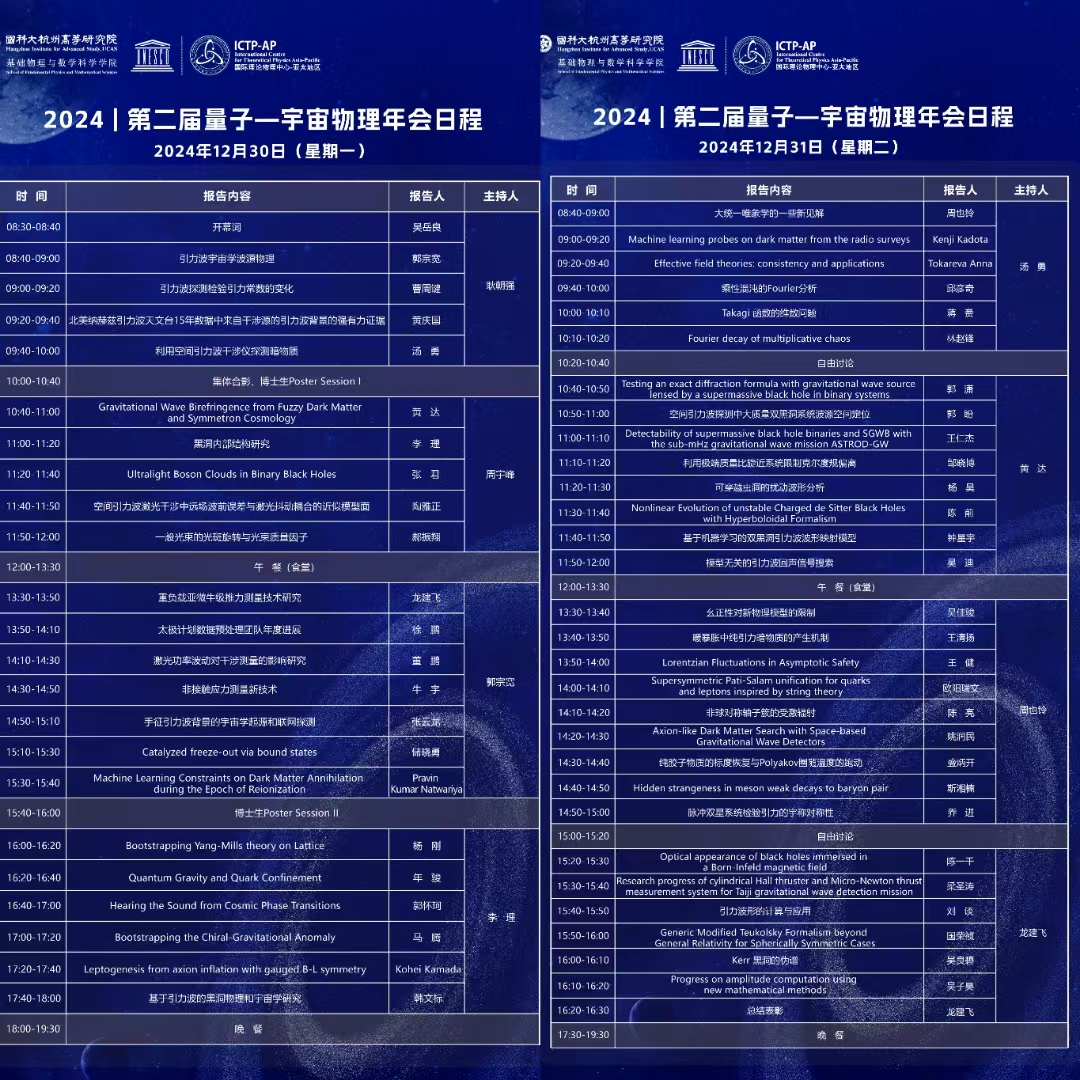 國科大杭州高等研究院
Hangzhou Institute for Advanced Study, UCAS
基础物理与数学科学学院
School of Fundamental Physics and Mathematical Sciences
UNESCO
ICTP-AP
International Centre
for Theoretical Physics Asia-Pacific
国际理论物理中心-亚太地区
2024 | 第二届量子—宇宙物理年会日程
2024年12月30日（星期一）
时 间 报告内容 报告人 主持人
08:30-08:40 开幕词 吴岳良
08:40-09:00 引力波宇宙学波源物理 郭宗宽
09:00-09:20 引力波探测检验引力常数的变化 曹周键
耿朝强
09:20-09:40 北美纳赫兹引力波天文台15年数据中来自干涉源的引力波背景的强有力证据 黄庆国
09:40-10:00 利用空间引力波干涉仪探测暗物质 汤 勇
10:00-10:40 集体合影、博士生Poster Session I
10:40-11:00 Gravitational Wave Birefringence from Fuzzy Dark Matter
and Symmetron Cosmology 黄 达
11:00-11:20 黑洞内部结构研究 李 理
11:20-11:40 Ultralight Boson Clouds in Binary Black Holes 张 君
周宇峰
11:40-11:50 空间引力波激光干涉中远场波前误差与激光抖动耦合的近似模型面 陶雅正
11:50-12:00 一般光束的光斑旋转与光束质量因子 郝振翔
12:00-13:30 午 餐（食堂）
13:30-13:50 重负载亚微牛级推力测量技术研究 龙建飞
13:50-14:10 太极计划数据预处理团队年度进展 徐 鹏
14:10-14:30 激光功率波动对干涉测量的影响研究 董 鹏
14:30-14:50 非接触应力测量新技术 牛 宇
郭宗宽
14:50-15:10 手征引力波背景的宇宙学起源和联网探测 张云龙
15:10-15:30 Catalyzed freeze-out via bound states 储晓勇
15:30-15:40 Machine Learning Constraints on Dark Matter Annihilation
during the Epoch of Reionization Pravin
Kumar Natwariya
15:40-16:00 博士生Poster Session II
16:00-16:20 Bootstrapping Yang-Mills theory on Lattice 杨 刚
16:20-16:40 Quantum Gravity and Quark Confinement 年 骏
16:40-17:00 Hearing the Sound from Cosmic Phase Transitions 郭怀珂
李 理
17:00-17:20 Bootstrapping the Chiral-Gravitational Anomaly 马 腾
17:20-17:40 Leptogenesis from axion inflation with gauged B-L symmetry Kohei Kamada
17:40-18:00 基于引力波的黑洞物理和宇宙学研究 韩文标
18:00-19:30 晚 餐
國科大杭州高等研究院
Hangzhou Institute for Advanced Study, UCAS
基础物理与数学科学学院
School of Fundamental Physics and Mathematical Sciences
UNESCO
ICTP-AP
International Centre
for Theoretical Physics Asia-Pacific
国际理论物理中心-亚太地区
2024 | 第二届量子—宇宙物理年会日程
2024年12月31日（星期二）
时 间 报告内容 报告人 主持人
08:40-09:00 大统一唯象学的一些新见解 周也铃
09:00-09:20 Machine learning probes on dark matter from the radio surveys Kenji Kadota
09:20-09:40 Effective field theories: consistency and applications Tokareva Anna
汤 勇
09:40-10:00 乘性混沌的Fourier分析 邱彦奇
10:00-10:10 Takagi 函数的维数问题
10:10-10:20 Fourier decay of multiplicative chaos 林赵锋
10:20-10:40 自由讨论
10:40-10:50 Testing an exact diffraction formula with gravitational wave source
lensed by a supermassive black hole in binary systems 郭 潇
10:50-11:00 空间引力波探测中大质量双黑洞系统波源空间定位 郭 盼
11:00-11:10 Detectability of supermassive black hole binaries and SGWB with
the sub-mHz gravitational wave mission ASTROD-GW 王仁杰
11:10-11:20 利用极端质量比旋近系统限制克尔度规偏离 邹晓博
黄 达
11:20-11:30 可穿越虫洞的扰动波形分析 杨 昊
11:30-11:40 Nonlinear Evolution of unstable Charged de Sitter Black Holes
with Hyperboloidal Formalism 陈 前
11:40-11:50 基于机器学习的双黑洞引力波波形映射模型 钟星宇
11:50-12:00 模型无关的引力波回声信号搜索 吴 迪
12:00-13:30 午 餐（食堂）
13:30-13:40 幺正性对新物理模型的限制 吴佳骏
13:40-13:50 暖暴胀中纯引力暗物质的产生机制 王清扬
13:50-14:00 Lorentzian Fluctuations in Asymptotic Safety 王 健
14:00-14:10 Supersymmetric Pati-Salam unification for quarks
and leptons inspired by string theory 欧阳瑞文
14:10-14:20 非球对称轴子簇的受激辐射 陈 亮
周也铃
14:20-14:30 Axion-like Dark Matter Search with Space-based
Gravitational Wave Detectors 姚润民
14:30-14:40 纯胶子物质的标度恢复与Polyakov圈随温度的跑动 盛炳开
14:40-14:50 Hidden strangeness in meson weak decays to baryon pair 靳湘楠
14:50-15:00 脉冲双星系统检验引力的宇称对称性 乔 进
15:00-15:20 自由讨论
15:20-15:30 Optical appearance of black holes immersed in
a Born-Infeld magnetic field 陈一千
15:30-15:40 Research progress of cylindrical Hall thruster and Micro-Newton thrust
measurement system for Taiji gravitational wave detection mission 梁圣涛
15:40-15:50 引力波形的计算与应用 刘 谈
龙建飞
15:50-16:00 Generic Modified Teukolsky Formalism beyond
General Relativity for Spherically Symmetric Cases 国荣祯
16:00-16:10 Kerr 黑洞的伪谱 吴良碧
16:10-16:20 Progress on amplitude computation using
new mathematical methods 吴子昊
16:20-16:30 总结表彰 龙建飞
17:30-19:30 晚 餐